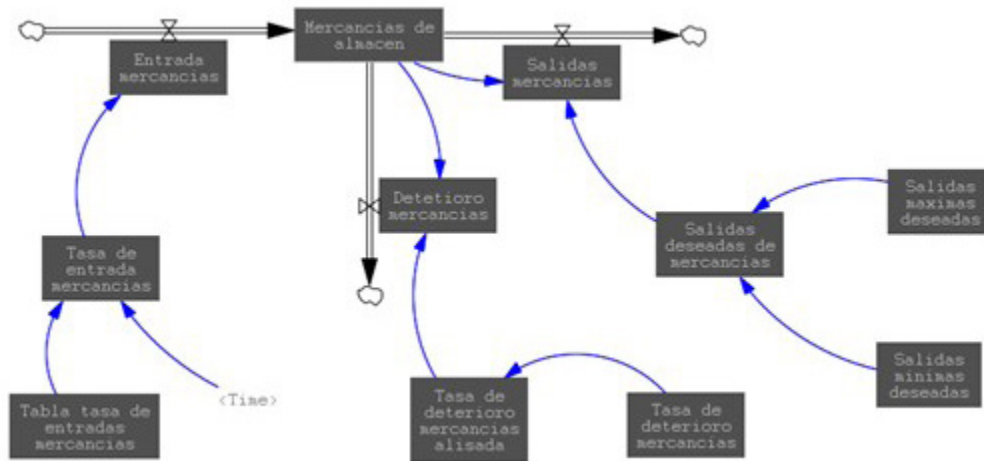 Mercancias de
almacen
Entrada
mercancias
Salidas
mercancias
Detetioro
mercancias
Salidas
maximas
deseadas
Salidas
deseadas de
mercancias
Tasa de
entrada
mercancias
Salidas
minimas
deseadas
<Time>
Tabla tasa de
entradas
mercancias
Tasa de
deterioro
mercancias
alisada
Tasa de
deterioro
mercancias